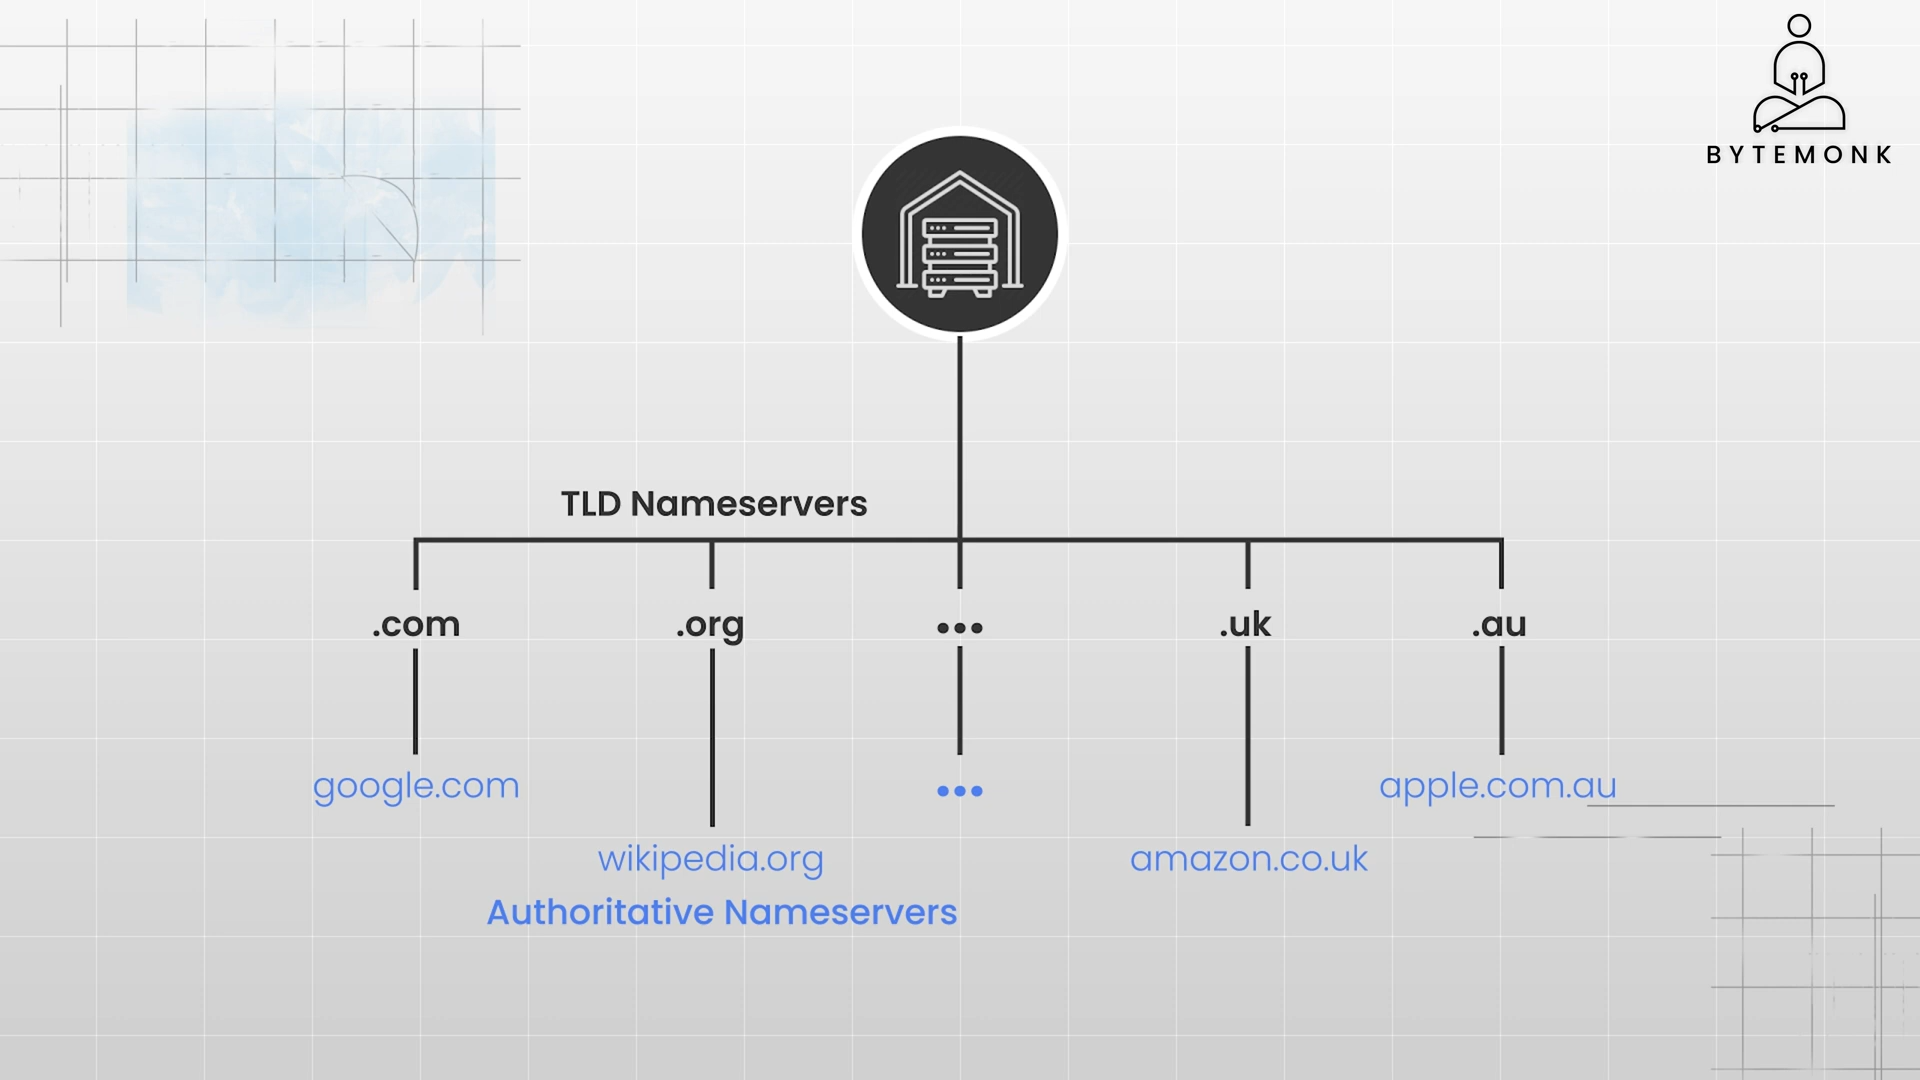 BYTEMONK
TLD Nameservers
.com
.org
...
.uk
.au
google.com
...
apple.com.au
wikipedia.org
amazon.co.uk
Authoritative Nameservers